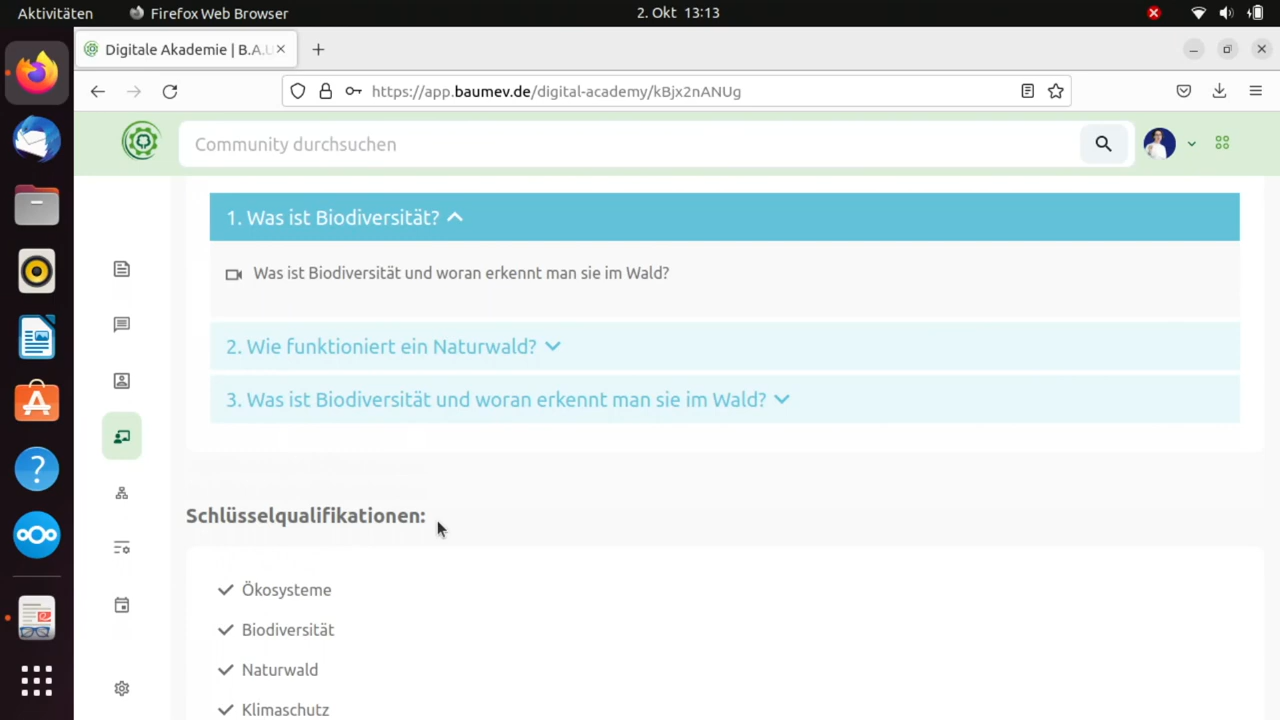 Aktivitäten
Firefox Web Browser
2. Okt 13:13
Digitale Akademie | B.A.U
https://app.baumev.de/digital-academy/kBjx2nANUg
Community durchsuchen
1. Was ist Biodiversität?
Was ist Biodiversität und woran erkennt man sie im Wald?
2. Wie funktioniert ein Naturwald?
3. Was ist Biodiversität und woran erkennt man sie im Wald?
Schlüsselqualifikationen:
Ökosysteme
Biodiversität
Naturwald
Klimaschutz